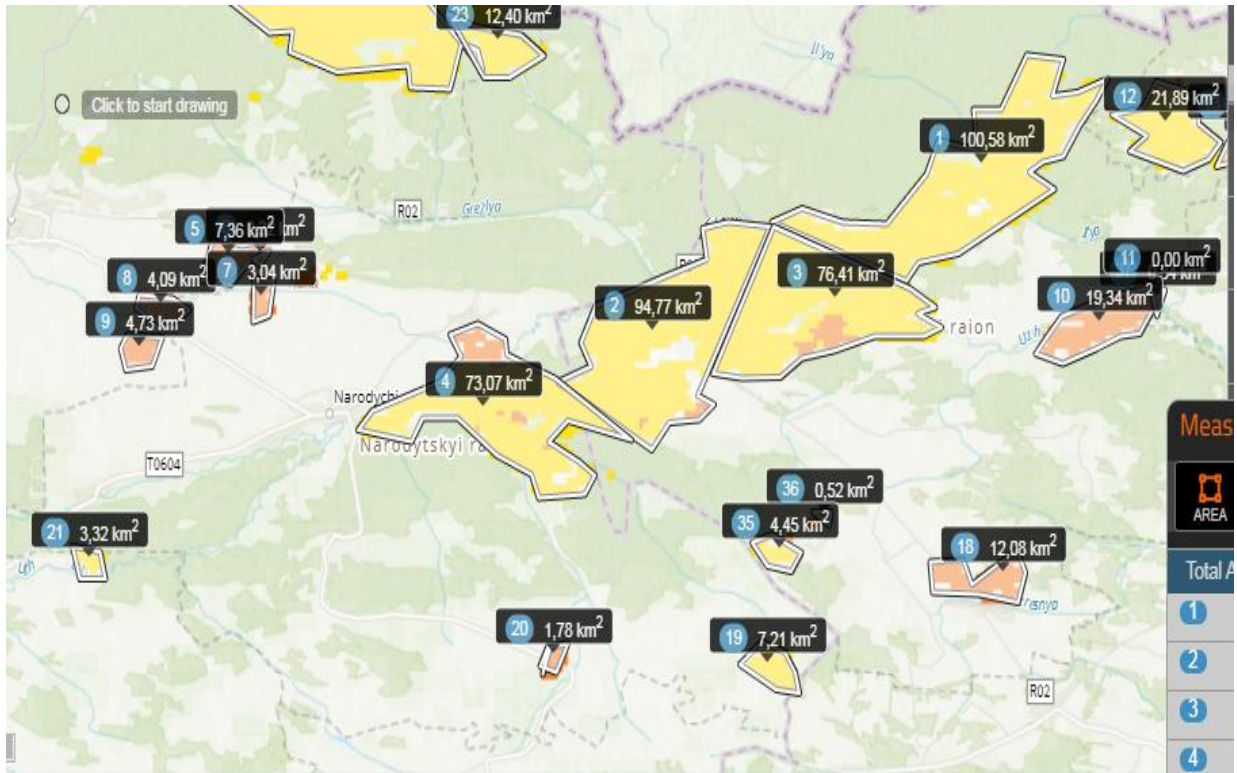 23 12,40 km²
Il'ya
Click to start drawing
12 21,89 km²
1 100,58 km²
R02
Grezlya
5 7,36 km²
km²
Ilya
8 4,09 km²
7 3,04 km²
11 0,00 km²
3 76,41 km²
10 19,34 km²
9 4,73 km²
2 94,77 km²
raion
Uzh
4 73,07 km²
Narodychi
Narodytskyi ra
T0604
Meas
AREA
36 0,52 km²
35 4,45 km²
21 3,32 km²
18 12,08 km²
Total A
resnya
1
20 1,78 km²
19 7,21 km²
2
R02
3
4